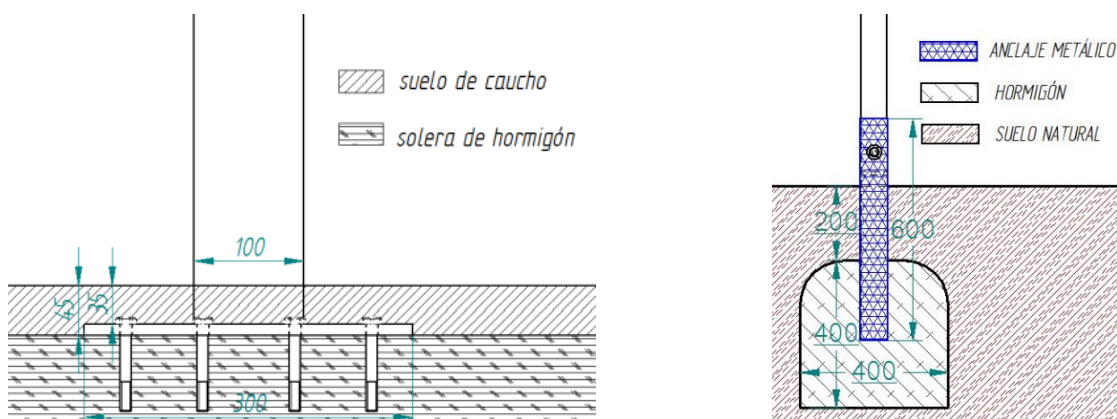 suelo de caucho
solera de hormigón
100
45
35
300
ANCLAJE METÁLICO
HORMIGÓN
SUELO NATURAL
200
600
400
400